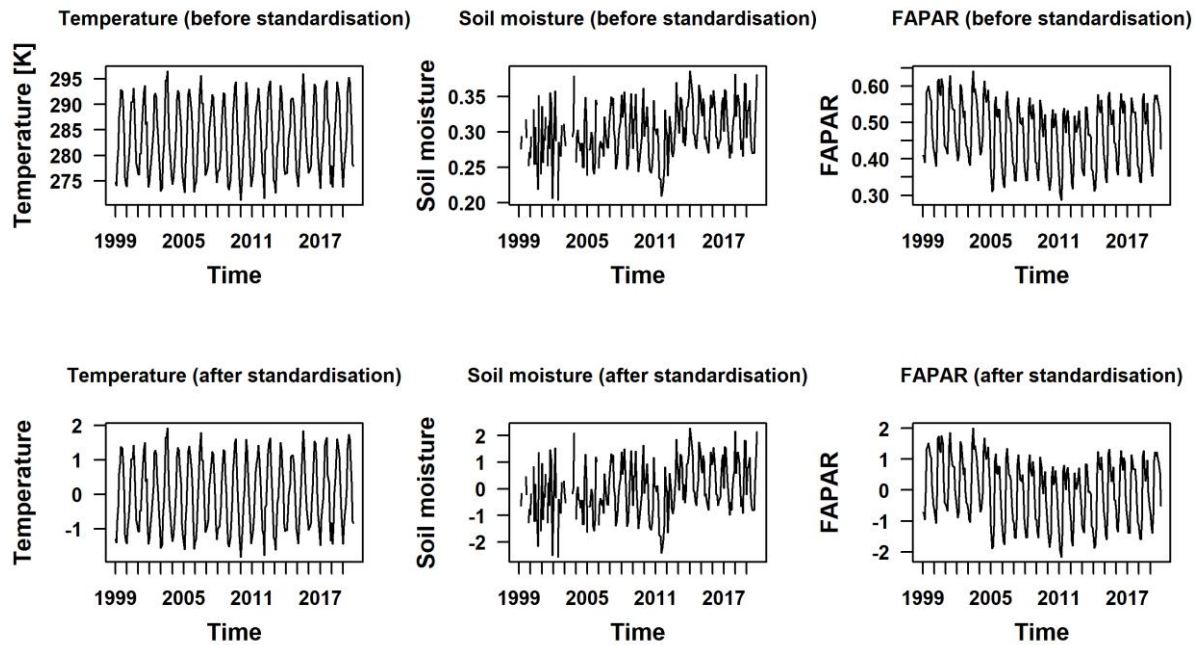 Temperature (before standardisation)
Temperature [K]
295
290
285
280
275
1999 2005 2011 2017
Time
Soil moisture (before standardisation)
Soil moisture
0.35
0.30
0.25
0.20
1999 2005 2011 2017
Time
FAPAR (before standardisation)
FAPAR
0.60
0.50
0.40
0.30
1999 2005 2011 2017
Time
Temperature (after standardisation)
Temperature
2
1
0
-1
1999 2005 2011 2017
Time
Soil moisture (after standardisation)
Soil moisture
2
1
0
-1
-2
1999 2005 2011 2017
Time
FAPAR (after standardisation)
FAPAR
2
1
0
-1
-2
1999 2005 2011 2017
Time